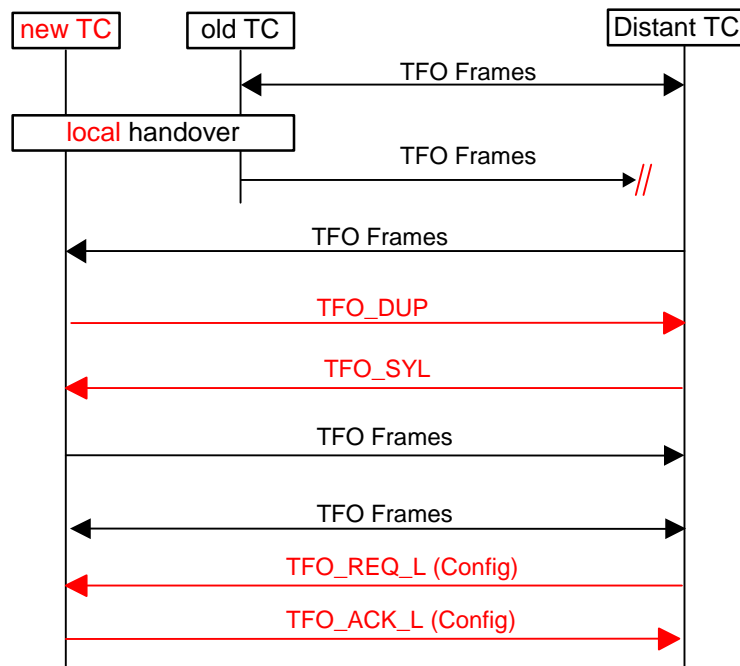 new TC
old TC
Distant TC
TFO Frames
local handover
TFO Frames
TFO Frames
TFO_DUP
TFO_SYL
TFO Frames
TFO Frames
TFO_REQ_L (Config)
TFO_ACK_L (Config)